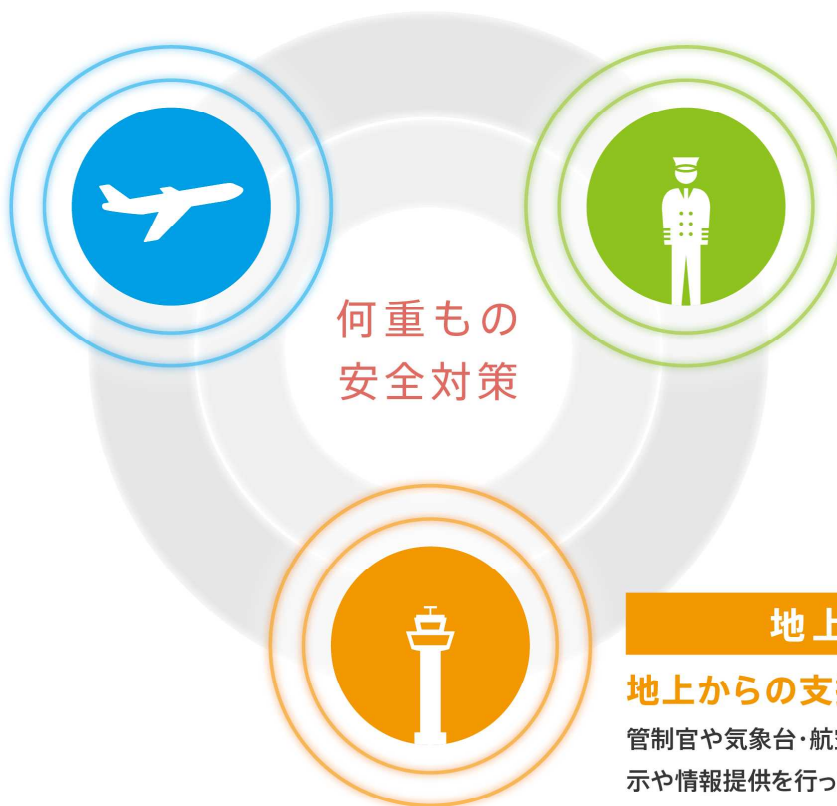 何重もの
安全対策
地上
地上からの支
管制官や気象台・航
示や情報提供を行っ